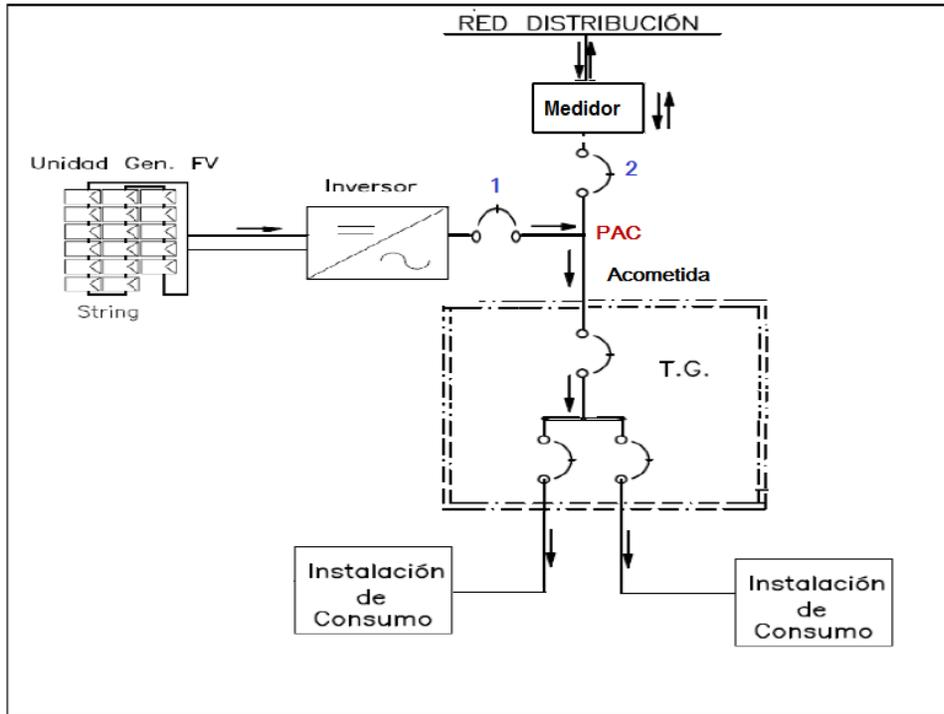 RED DISTRIBUCIÓN
Medidor
Unidad Gen. FV
Inversor
1
2
PAC
Acometida
String
T.G.
Instalación
de
Consumo
Instalación
de
Consumo